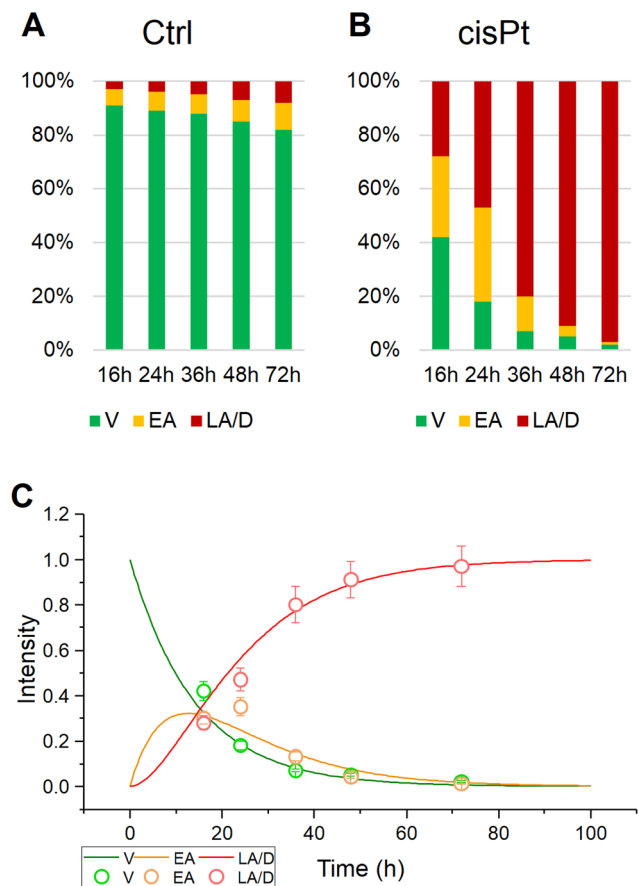 A Ctrl
100%
80%
60%
40%
20%
0%
16h 24h 36h 48h 72h
V EA LA/D
B cisPt
100%
80%
60%
40%
20%
0%
16h 24h 36h 48h 72h
V EA LA/D
C
Intensity
1.2
1.0
0.8
0.6
0.4
0.2
0.0
0 20 40 60 80 100
Time (h)
V EA LA/D
V EA LA/D